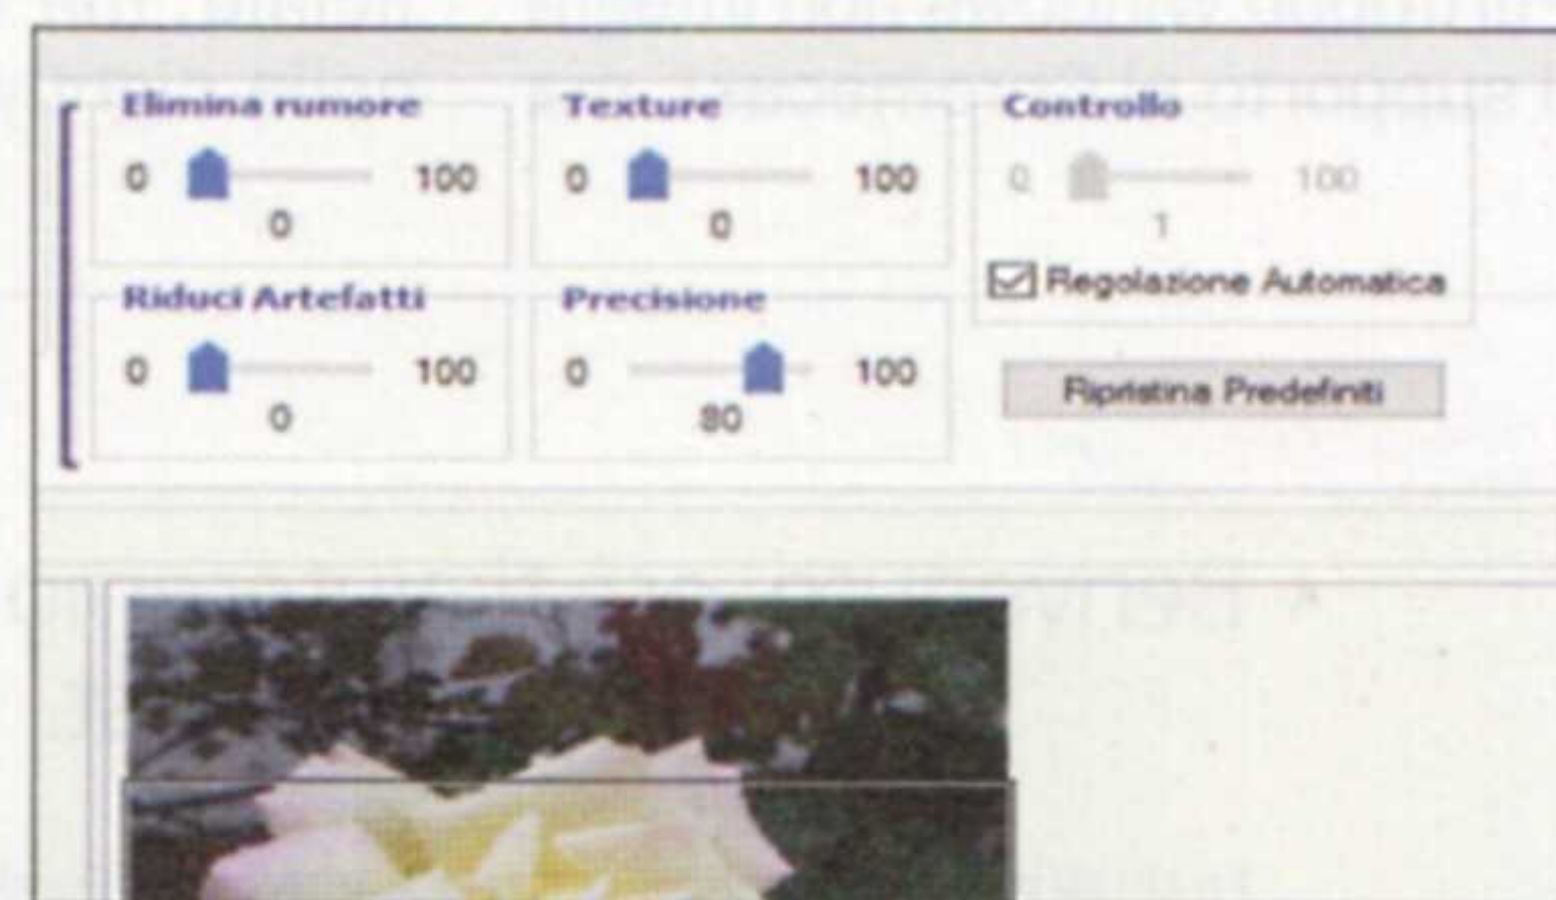 Elimina rumore
0 100
0
Texture
0 100
0
Controllo
0 100
1
Regolazione Automatica
Riduci Artefatti
0 100
0
Precisione
0 100
80
Ripristina Predefiniti